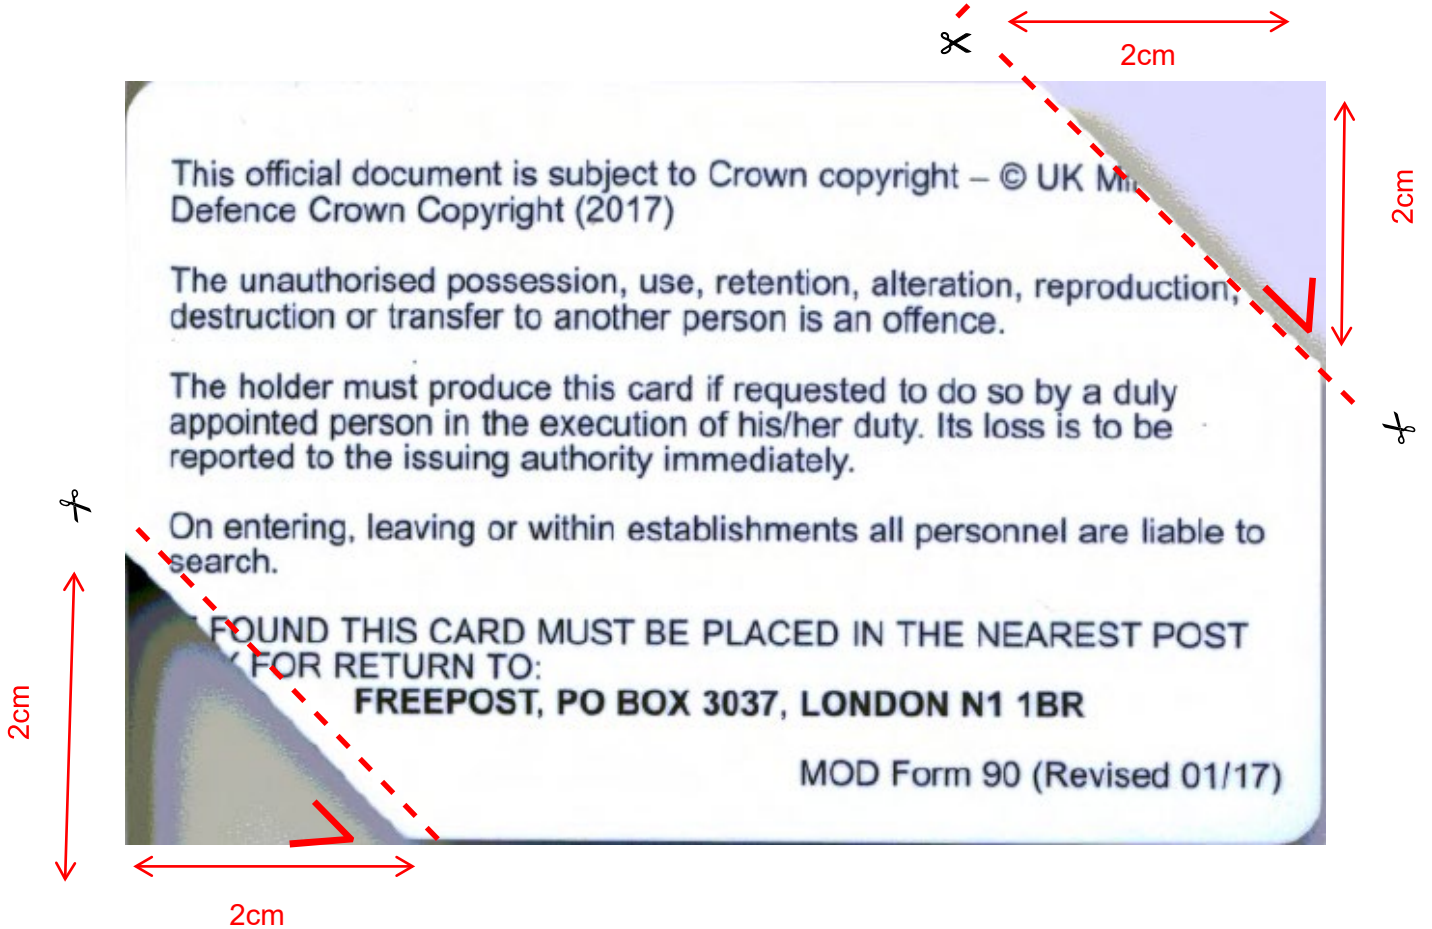 2cm
This official document is subject to Crown copyright – © UK
Defence Crown Copyright (2017)
2cm
The unauthorised possession, use, retention, alteration, reproduction,
destruction or transfer to another person is an offence.
The holder must produce this card if requested to do so by a duly
appointed person in the execution of his/her duty. Its loss is to be
reported to the issuing authority immediately.
On entering, leaving or within establishments all personnel are liable to
search.
FOUND THIS CARD MUST BE PLACED IN THE NEAREST POST
FOR RETURN TO:
FREEPOST, PO BOX 3037, LONDON N1 1BR
2cm
MOD Form 90 (Revised 01/17)
2cm